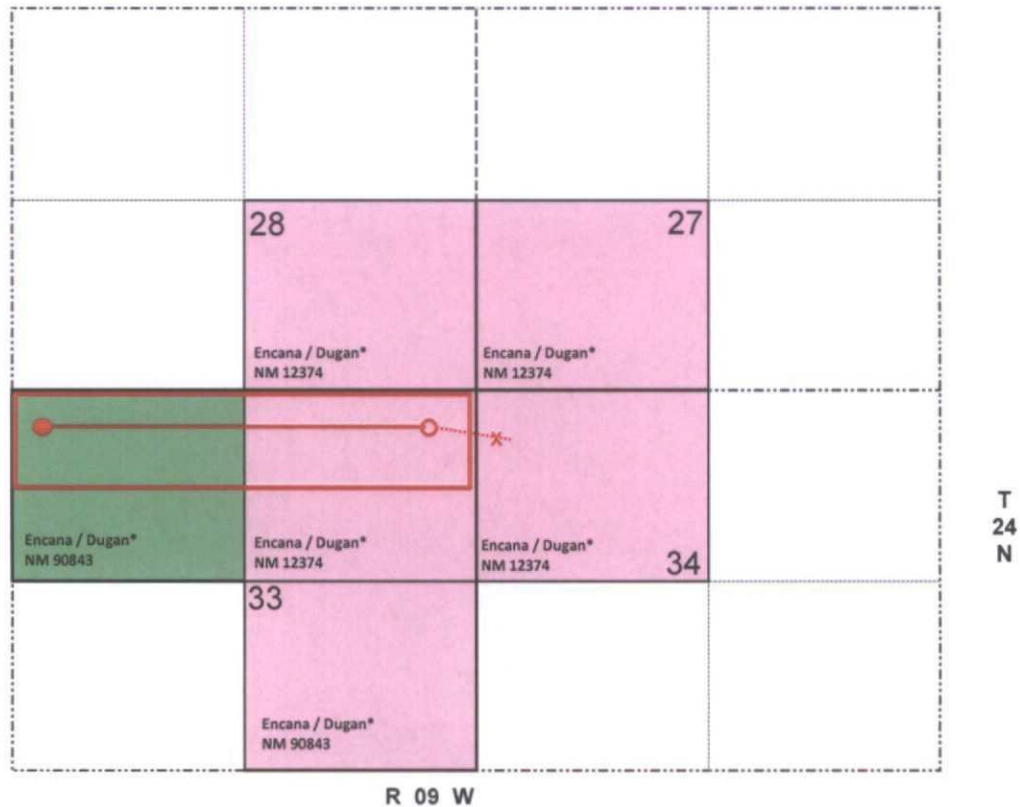 28
27
Encana / Dugan*
NM 12374
Encana / Dugan*
NM 12374
Encana / Dugan*
NM 90843
Encana / Dugan*
NM 12374
Encana / Dugan*
NM 12374
34
33
Encana / Dugan*
NM 90843
T
24
N
R 09 W